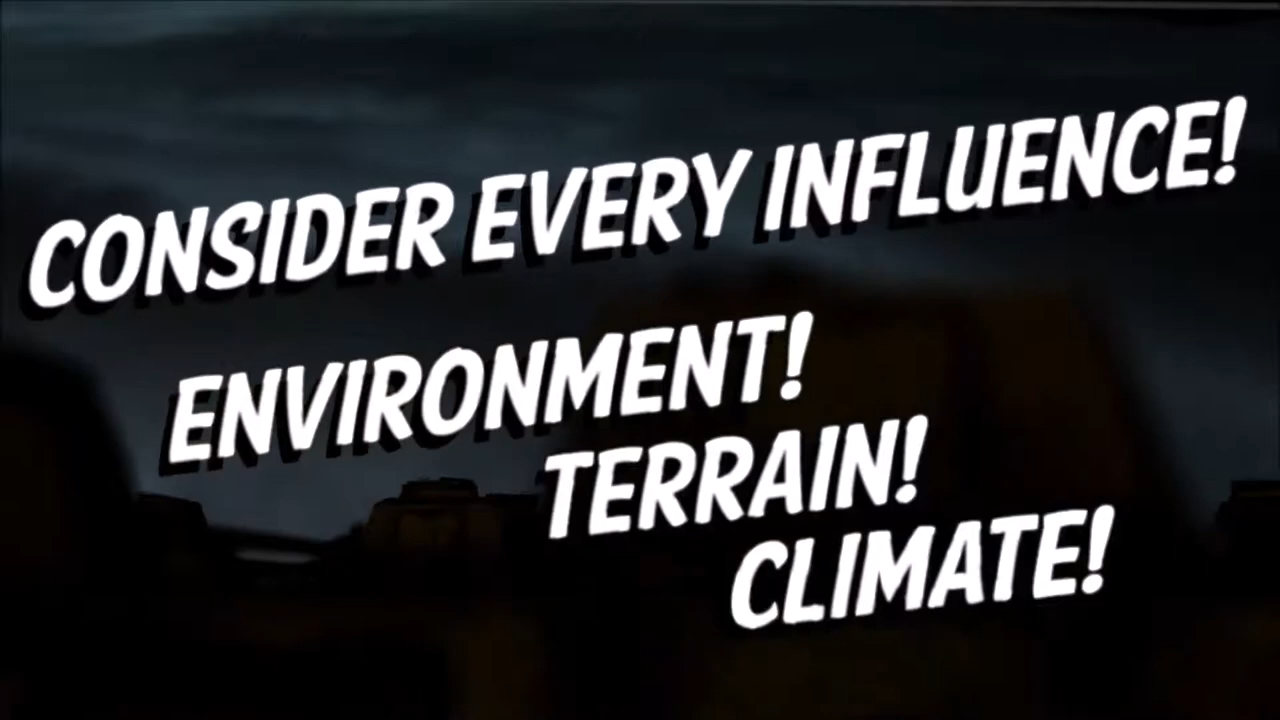 CONSIDER EVERY INFLUENCE!
ENVIRONMENT!
TERRAIN!
CLIMATE!